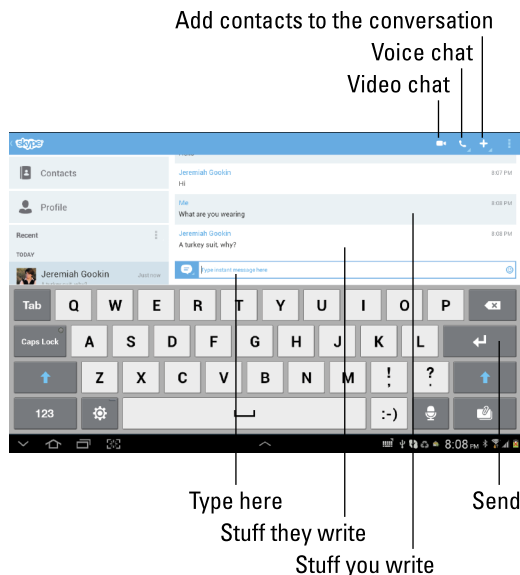 Add contacts to the conversation
Voice chat
Video chat
skype
Contacts
Profile
Recent
TODAY
Jeremiah Gookin
Just now
Jeremiah Gookin 8:07 PM
Hi
Me 8:08 PM
What are you wearing
Jeremiah Gookin 8:08 PM
A turkey suit, why?
Type instant message here
Tab Q W E R T Y U I O P
Caps Lock A S D F G H J K L
Z X C V B N M ! , ? .
123 :-)
8:08 PM
Type here
Send
Stuff they write
Stuff you write